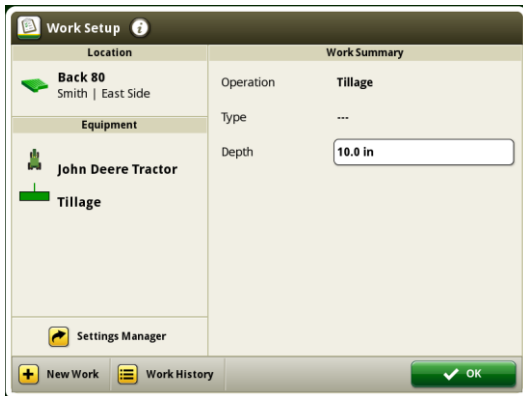 Work Setup i
Location
Back 80
Smith | East Side
Equipment
John Deere Tractor
Tillage
Settings Manager
Work Summary
Operation Tillage
Type ---
Depth 10.0 in
New Work Work History OK